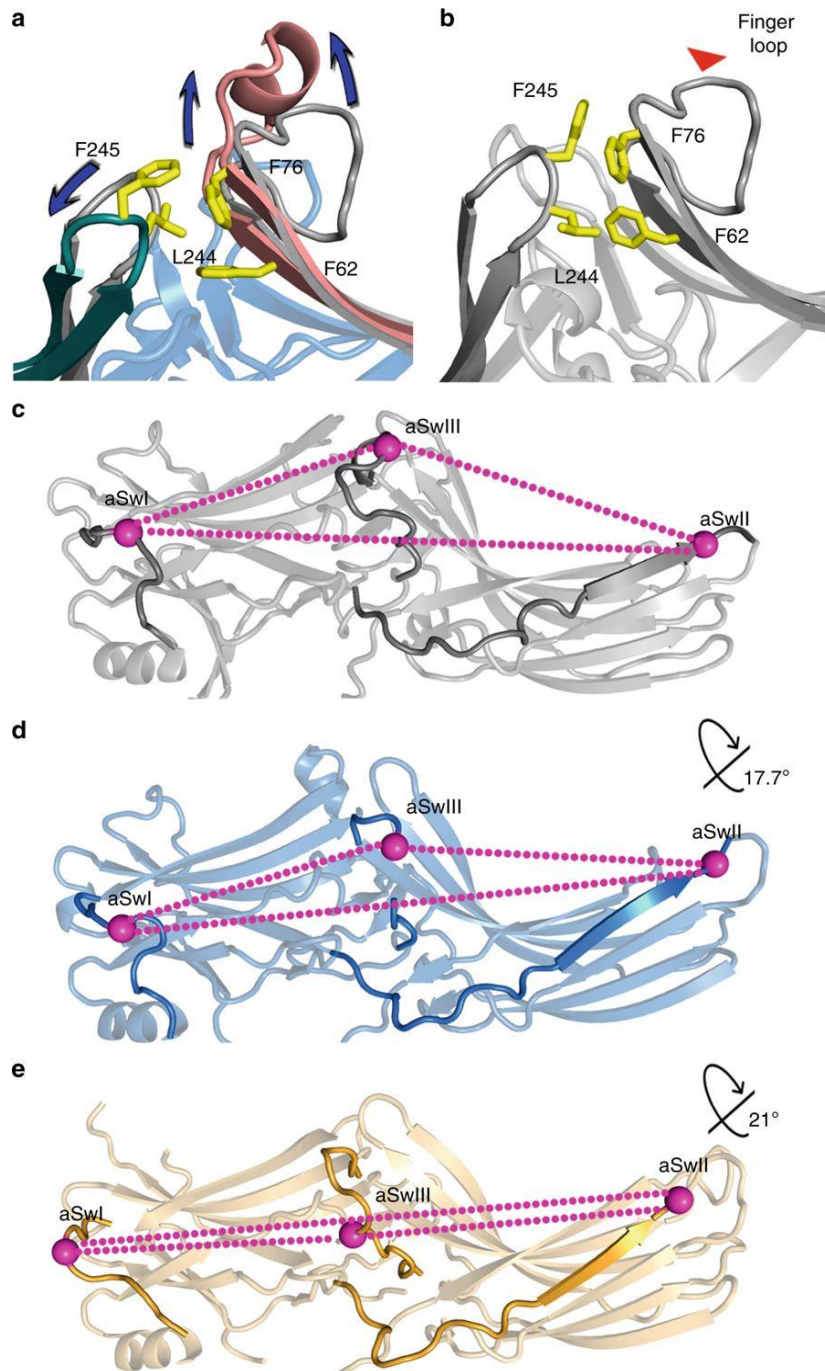 a
F245
F76
L244
F62
b
Finger
loop
F245
F76
F62
L244
c
aSwIII
aSwI
aSwII
d
17.7°
aSwIII
aSwII
aSwI
e
21°
aSwII
aSwI
aSwIII